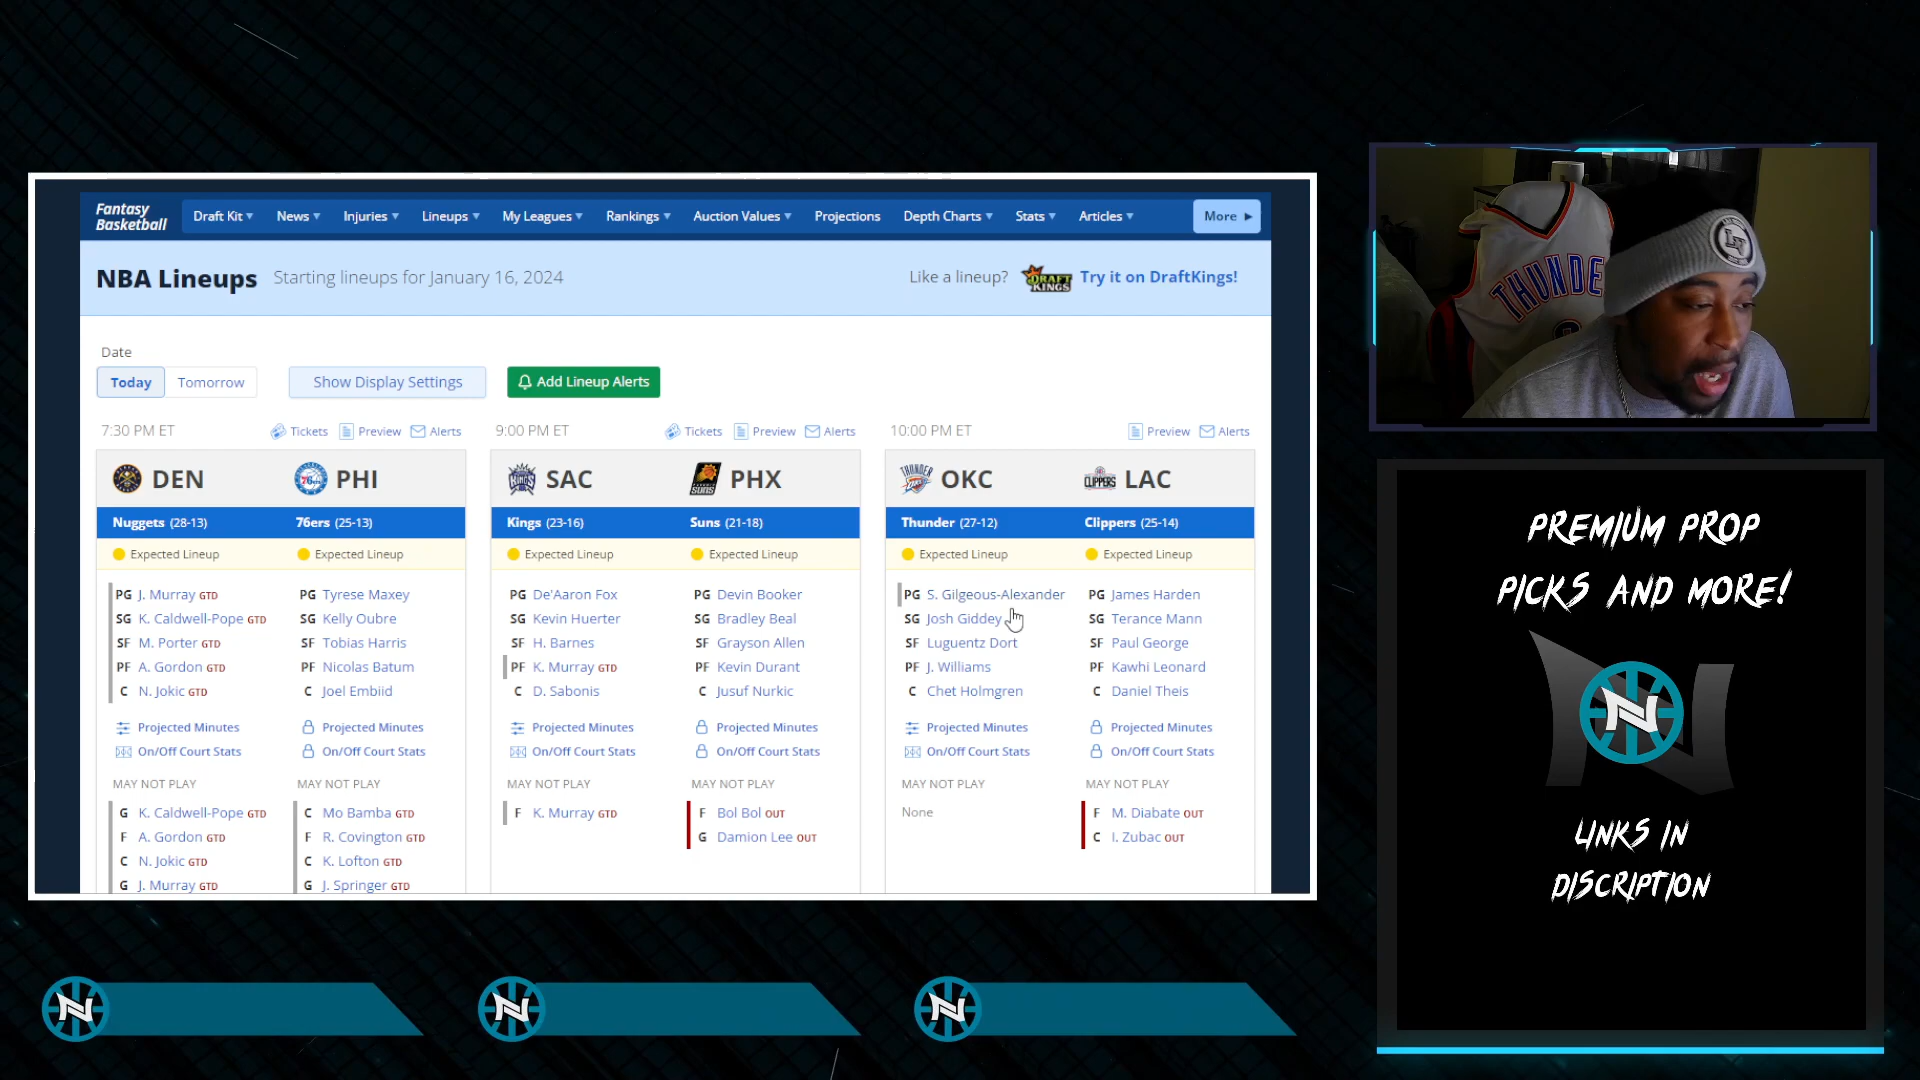 Fantasy
Basketball
Draft Kit
News
Injuries
Lineups
My Leagues
Rankings
Auction Values
Projections
Depth Charts
Stats
Articles
More
NBA Lineups
Starting lineups for January 16, 2024
Like a lineup?
DRAFT
KINGS
Try it on DraftKings!
Date
Today
Tomorrow
Show Display Settings
Add Lineup Alerts
7:30 PM ET
Tickets
Preview
Alerts
DEN
76ers
PHI
Nuggets (28-13)
76ers (25-13)
Expected Lineup
Expected Lineup
PG J. Murray GTD
SG K. Caldwell-Pope GTD
SF M. Porter GTD
PF A. Gordon GTD
C N. Jokic GTD
PG Tyrese Maxey
SG Kelly Oubre
SF Tobias Harris
PF Nicolas Batum
C Joel Embiid
Projected Minutes
On/Off Court Stats
Projected Minutes
On/Off Court Stats
MAY NOT PLAY
G K. Caldwell-Pope GTD
F A. Gordon GTD
C N. Jokic GTD
G J. Murray GTD
MAY NOT PLAY
C Mo Bamba GTD
F R. Covington GTD
C K. Lofton GTD
G J. Springer GTD
9:00 PM ET
Tickets
Preview
Alerts
KINGS
SAC
SUNS
PHX
Kings (23-16)
Suns (21-18)
Expected Lineup
Expected Lineup
PG De'Aaron Fox
SG Kevin Huerter
SF H. Barnes
PF K. Murray GTD
C D. Sabonis
PG Devin Booker
SG Bradley Beal
SF Grayson Allen
PF Kevin Durant
C Jusuf Nurkic
Projected Minutes
On/Off Court Stats
Projected Minutes
On/Off Court Stats
MAY NOT PLAY
F K. Murray GTD
MAY NOT PLAY
F Bol Bol OUT
G Damion Lee OUT
10:00 PM ET
Preview
Alerts
THUNDER
OKC
CLIPPERS
LAC
Thunder (27-12)
Clippers (25-14)
Expected Lineup
Expected Lineup
PG S. Gilgeous-Alexander
SG Josh Giddey
SF Luguentz Dort
PF J. Williams
C Chet Holmgren
PG James Harden
SG Terance Mann
SF Paul George
PF Kawhi Leonard
C Daniel Theis
Projected Minutes
On/Off Court Stats
Projected Minutes
On/Off Court Stats
MAY NOT PLAY
None
MAY NOT PLAY
F M. Diabate OUT
C I. Zubac OUT
THUNDE
PREMIUM PROP
PICKS AND MORE!
N
LINKS IN
DISCRIPTION
N
N
N